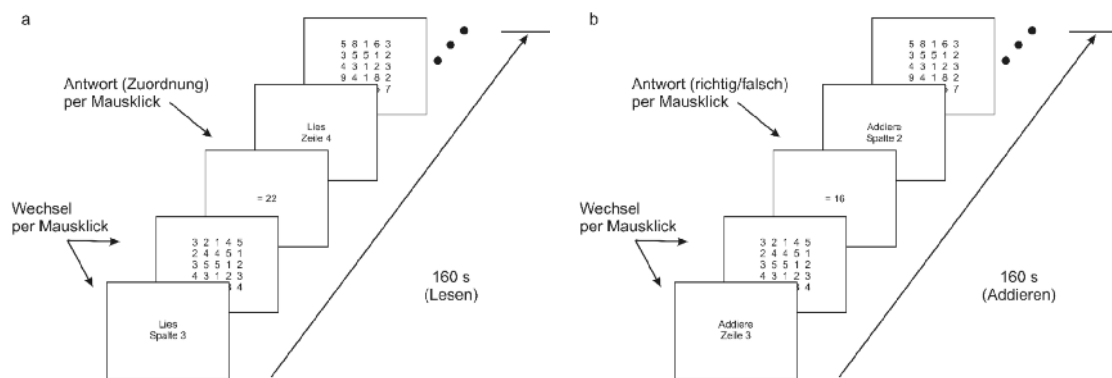 a
5 8 1 6 3
3 5 5 1 2
4 3 1 2 3
9 4 1 8 2
7
Antwort (Zuordnung)
per Mausklick
Lies
Zeile 4
= 22
Wechsel
per Mausklick
3 2 1 4 5
2 4 4 5 1
3 5 5 1 2
4 3 1 2 3
4
Lies
Spalte 3
160 s
(Lesen)
b
5 8 1 6 3
3 5 5 1 2
4 3 1 2 3
9 4 1 8 2
7
Antwort (richtig/falsch)
per Mausklick
Addiere
Spalte 2
= 16
Wechsel
per Mausklick
3 2 1 4 5
2 4 4 5 1
3 5 5 1 2
4 3 1 2 3
4
Addiere
Zeile 3
160 s
(Addieren)